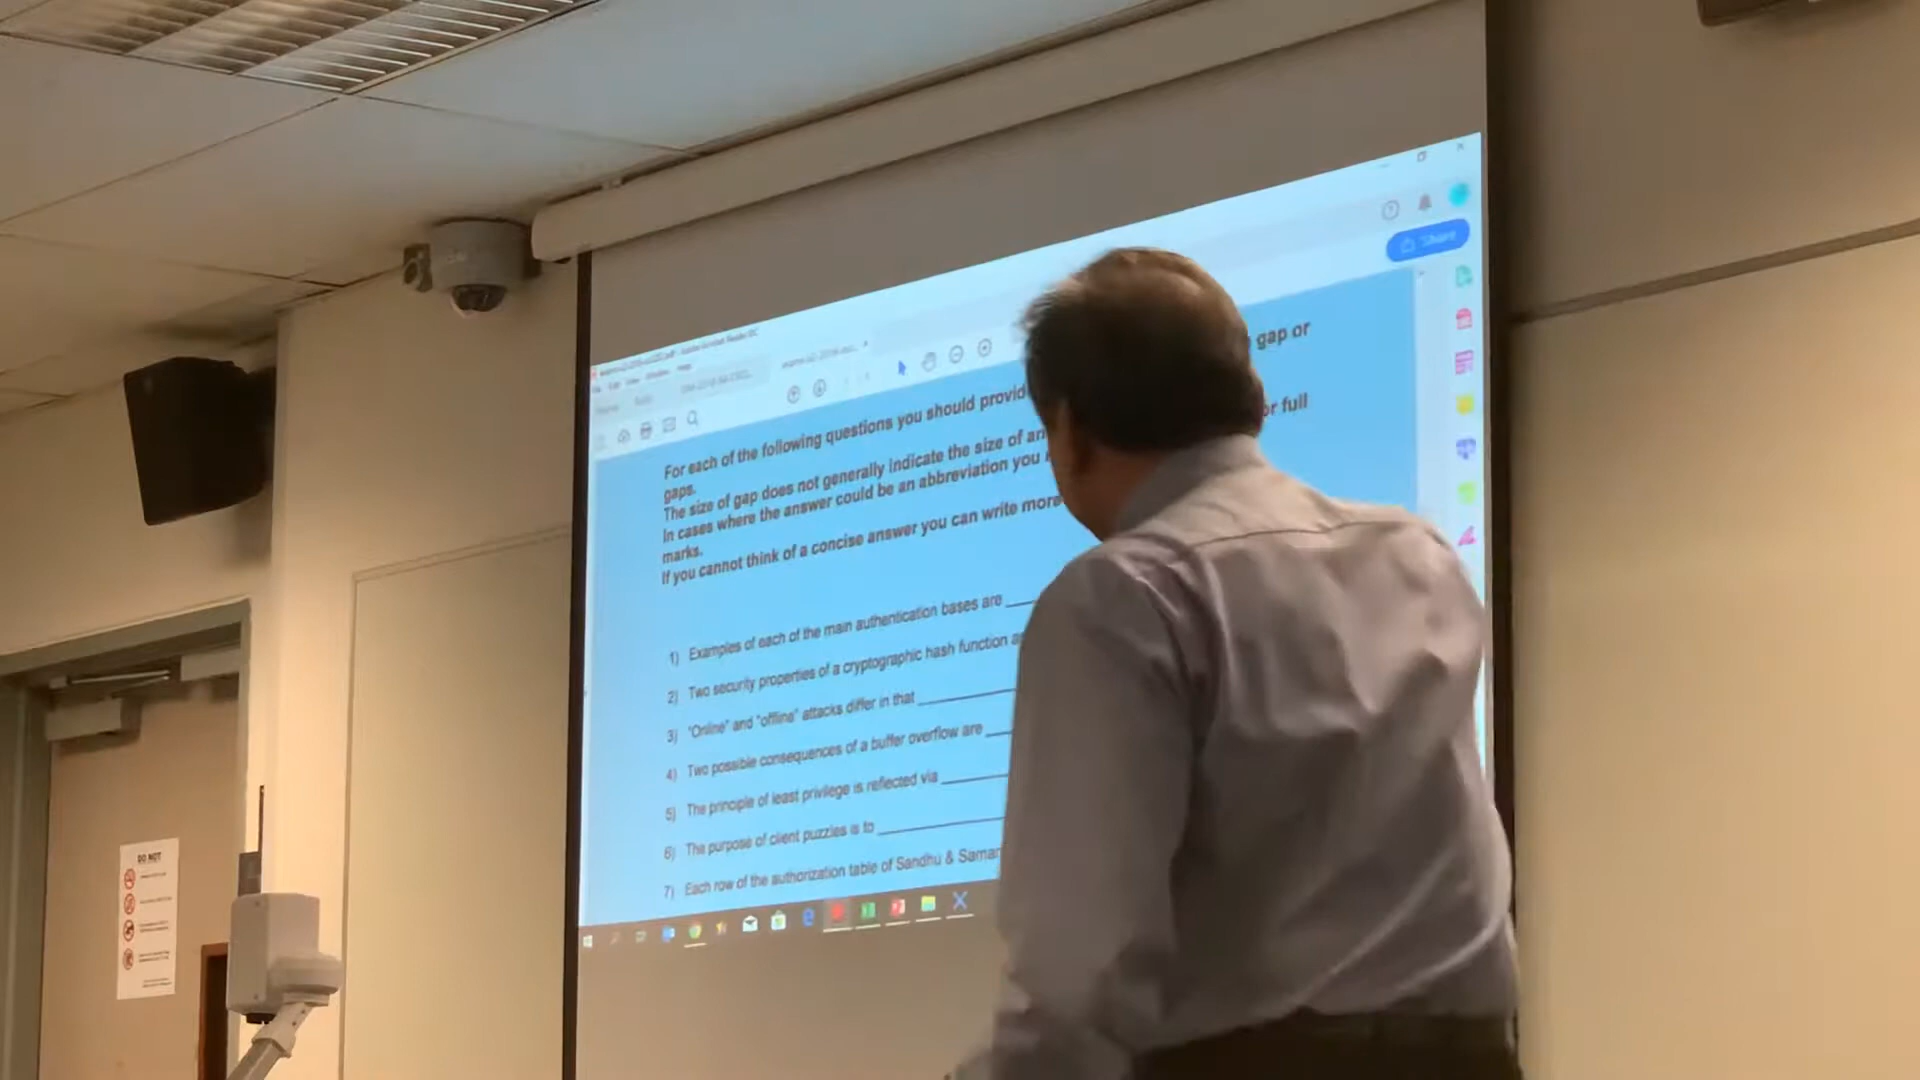 Share
For each of the following questions you should provid
gap or
gaps.
The size of gap does not generally indicate the size of an
In cases where the answer could be an abbreviation you
or full
marks.
If you cannot think of a concise answer you can write more
1) Examples of each of the main authentication bases are
2) Two security properties of a cryptographic hash function a
3) "Online" and "offline" attacks differ in that
4) Two possible consequences of a buffer overflow are
5) The principle of least privilege is reflected via
6) The purpose of client puzzles is to
7) Each row of the authorization table of Sandhu & Samar
DO NOT